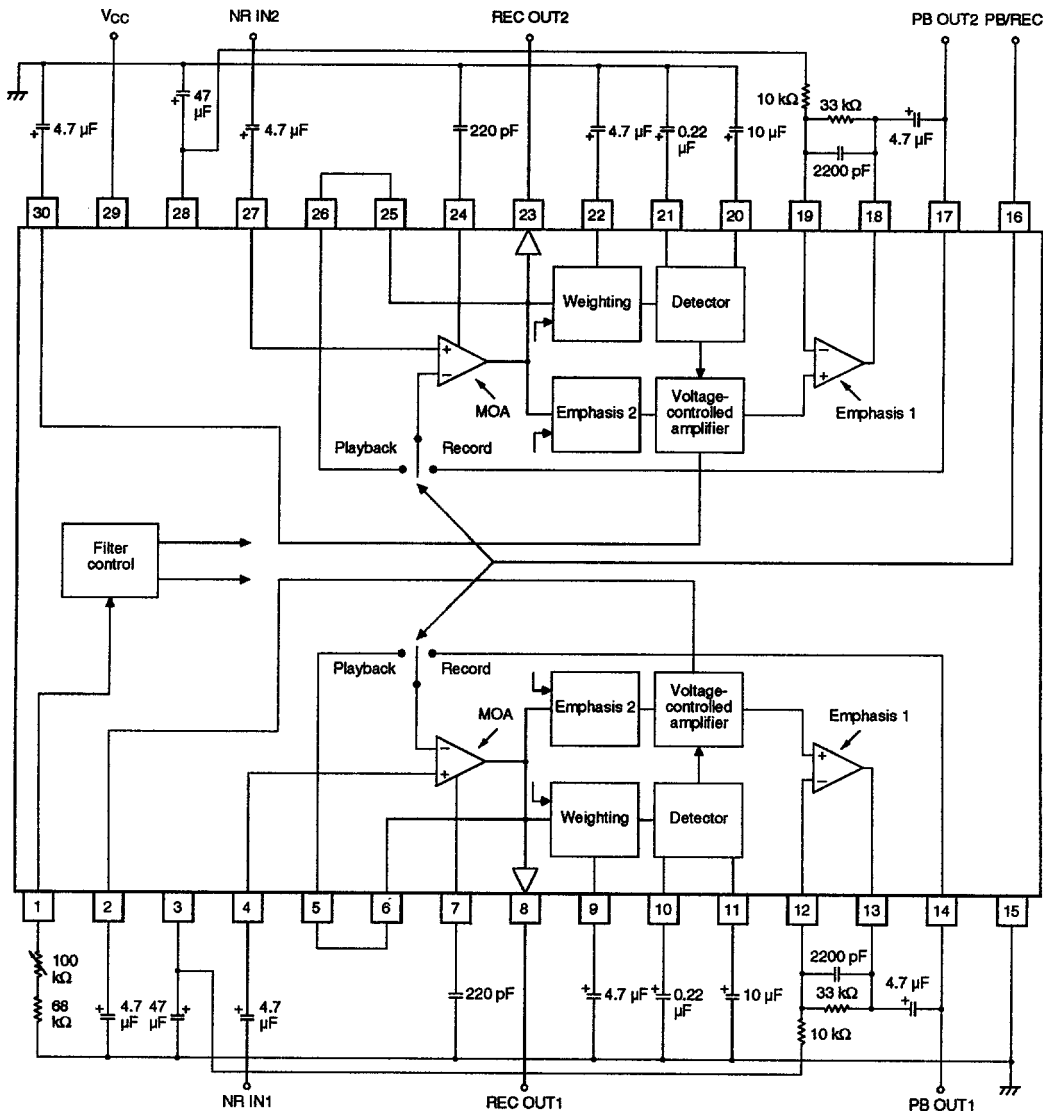 VCC
NR IN2
REC OUT2
PB OUT2 PB/REC
4.7 µF
47 µF
4.7 µF
220 pF
4.7 µF
0.22 µF
10 µF
10 kΩ
33 kΩ
4.7 µF
2200 pF
30 29 28 27 26 25 24 23 22 21 20 19 18 17 16
Weighting
Detector
MOA
Emphasis 2
Voltage-controlled amplifier
Emphasis 1
Playback
Record
Filter control
Playback
Record
MOA
Emphasis 2
Voltage-controlled amplifier
Emphasis 1
Weighting
Detector
1 2 3 4 5 6 7 8 9 10 11 12 13 14 15
100 kΩ
68 kΩ
4.7 µF
47 µF
4.7 µF
220 pF
4.7 µF
0.22 µF
10 µF
2200 pF
33 kΩ
10 kΩ
4.7 µF
NR IN1
REC OUT1
PB OUT1